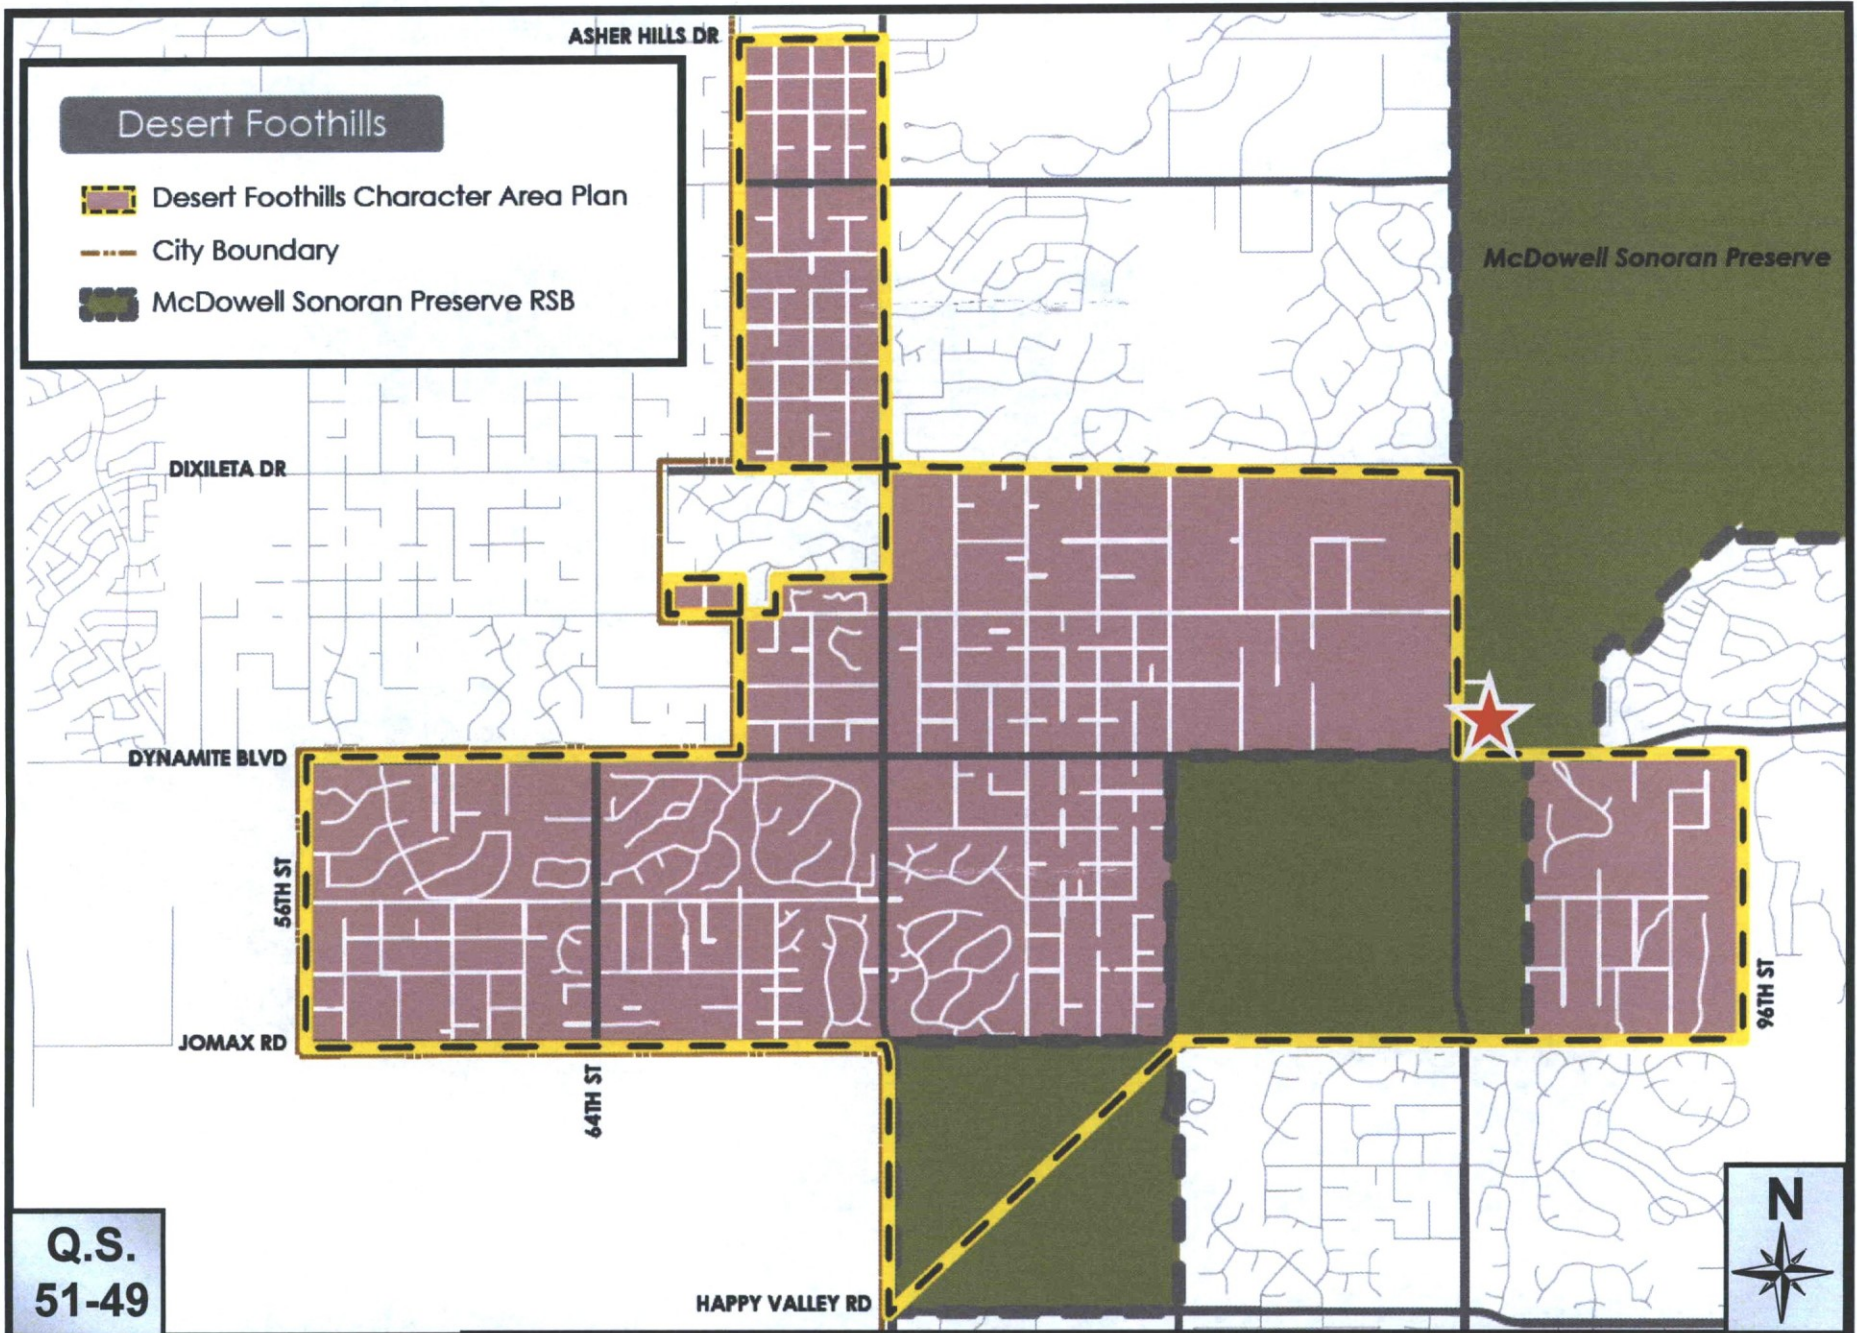 ASHER HILLS DR
Desert Foothills
Desert Foothills Character Area Plan
City Boundary
McDowell Sonoran Preserve RSB
McDowell Sonoran Preserve
DIXILETA DR
DYNAMITE BLVD
56TH ST
JOMAX RD
64TH ST
96TH ST
Q.S.
51-49
HAPPY VALLEY RD
N